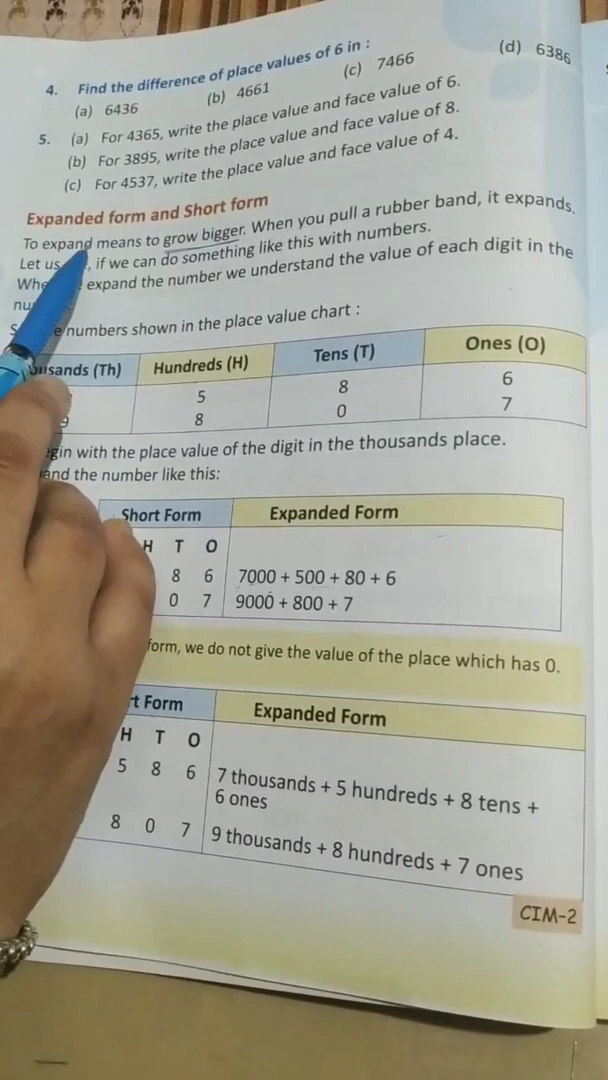 4. Find the difference of place values of 6 in :
(a) 6436 (b) 4661 (c) 7466 (d) 6386
5. (a) For 4365, write the place value and face value of 6.
(b) For 3895, write the place value and face value of 8.
(c) For 4537, write the place value and face value of 4.
Expanded form and Short form
To expand means to grow bigger. When you pull a rubber band, it expands.
Let us if we can do something like this with numbers.
expand the number we understand the value of each digit in the
numbers shown in the place value chart :
(Th) Hundreds (H) Tens (T) Ones (O)
5 8 6
9 8 0 7
with the place value of the digit in the thousands place.
the number like this:
Short Form Expanded Form
H T O
8 6 7000 + 500 + 80 + 6
0 7 9000 + 800 + 7
form, we do not give the value of the place which has 0.
Form Expanded Form
H T O
5 8 6 7 thousands + 5 hundreds + 8 tens +
6 ones
8 0 7 9 thousands + 8 hundreds + 7 ones
CIM-2